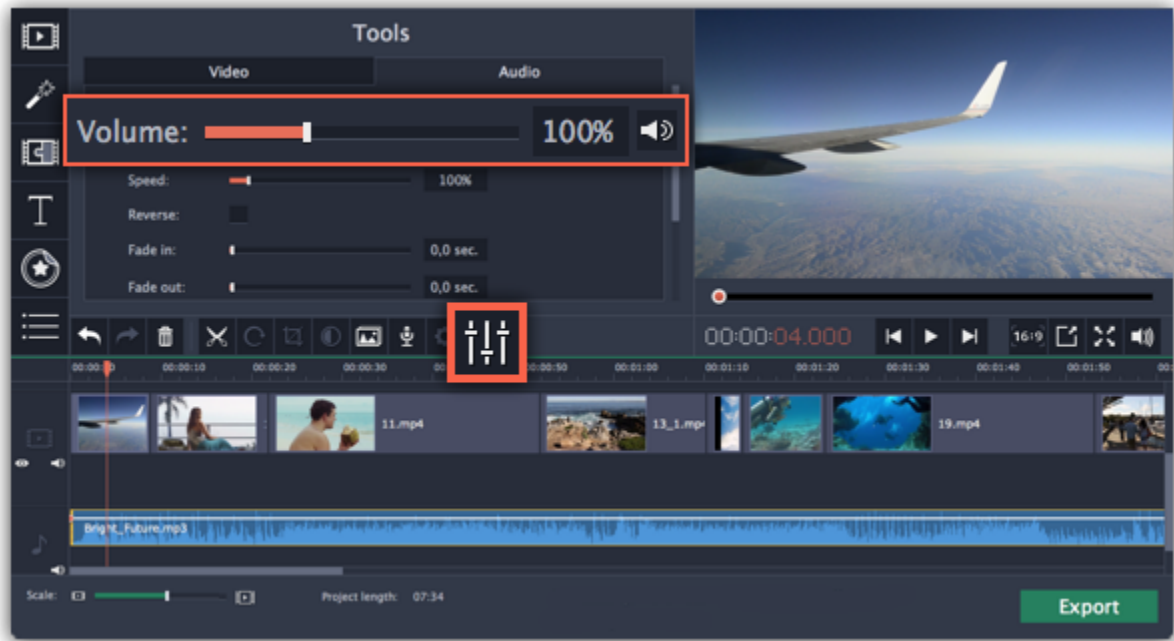 Tools
Video Audio
Volume: 100%
Speed: 100%
Reverse:
Fade in: 0,0 sec.
Fade out: 0,0 sec.
T
00:00:04.000 16:9
00:00:10 00:00:20 00:00:30 00:00:50 00:01:00 00:01:10 00:01:20 00:01:30 00:01:40 00:01:50
11.mp4 13_1.mp4 19.mp4
Bright_Future.mp3
Scale: Project length: 07:34
Export